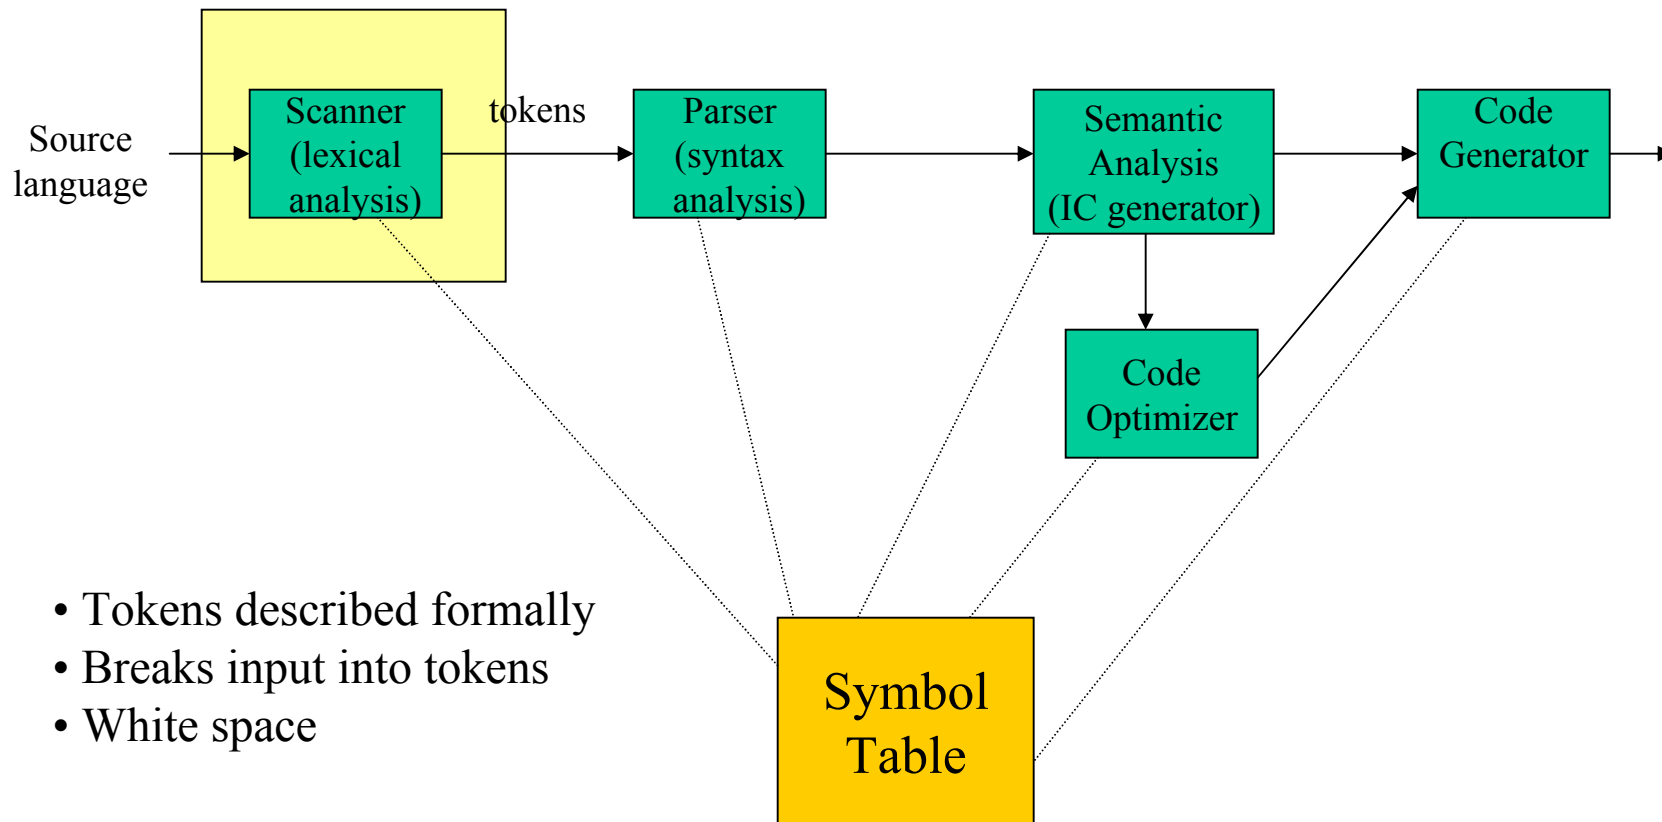 Source
language
Scanner
(lexical
analysis)
tokens
Parser
(syntax
analysis)
Semantic
Analysis
(IC generator)
Code
Generator
Code
Optimizer
• Tokens described formally
• Breaks input into tokens
• White space
Symbol
Table